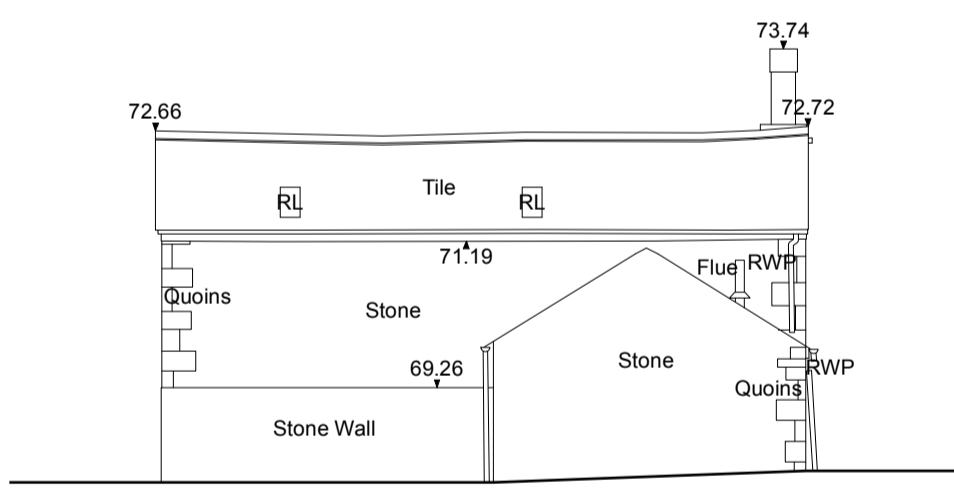 73.74
72.66
72.72
Tile
RL
RL
71.19
Flue
RWP
Quoins
Stone
Stone
69.26
RWP
Quoins
Stone Wall